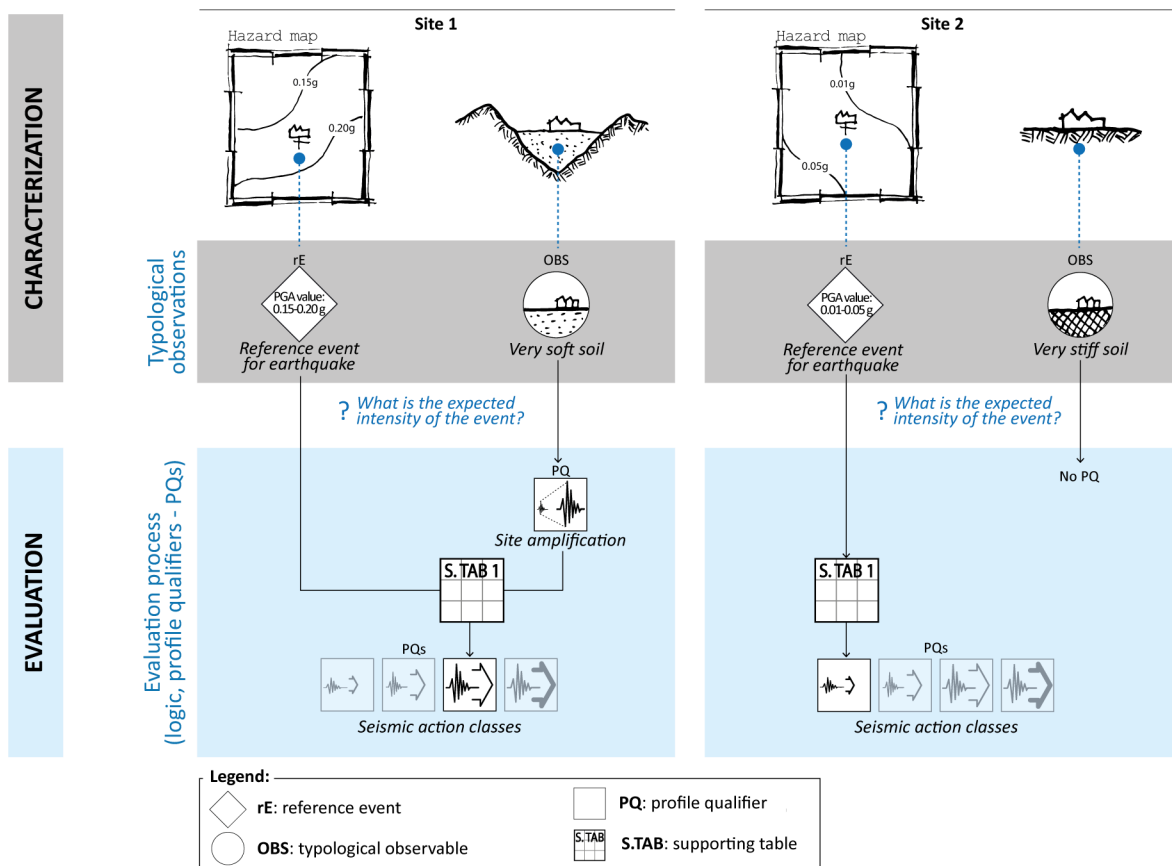 Site 1
Site 2
CHARACTERIZATION
Hazard map
0.15g
0.20g
Hazard map
0.01g
0.05g
Typological
observations
rE
PGA value:
0.15-0.20 g
Reference event
for earthquake
OBS
Very soft soil
rE
PGA value:
0.01-0.05 g
Reference event
for earthquake
OBS
Very stiff soil
? What is the expected
intensity of the event?
? What is the expected
intensity of the event?
EVALUATION
Evaluation process
(logic, profile qualifiers - PQs)
PQ
Site amplification
S. TAB 1
PQs
Seismic action classes
No PQ
S. TAB 1
PQs
Seismic action classes
Legend:
rE: reference event
PQ: profile qualifier
OBS: typological observable
S. TAB
S.TAB: supporting table